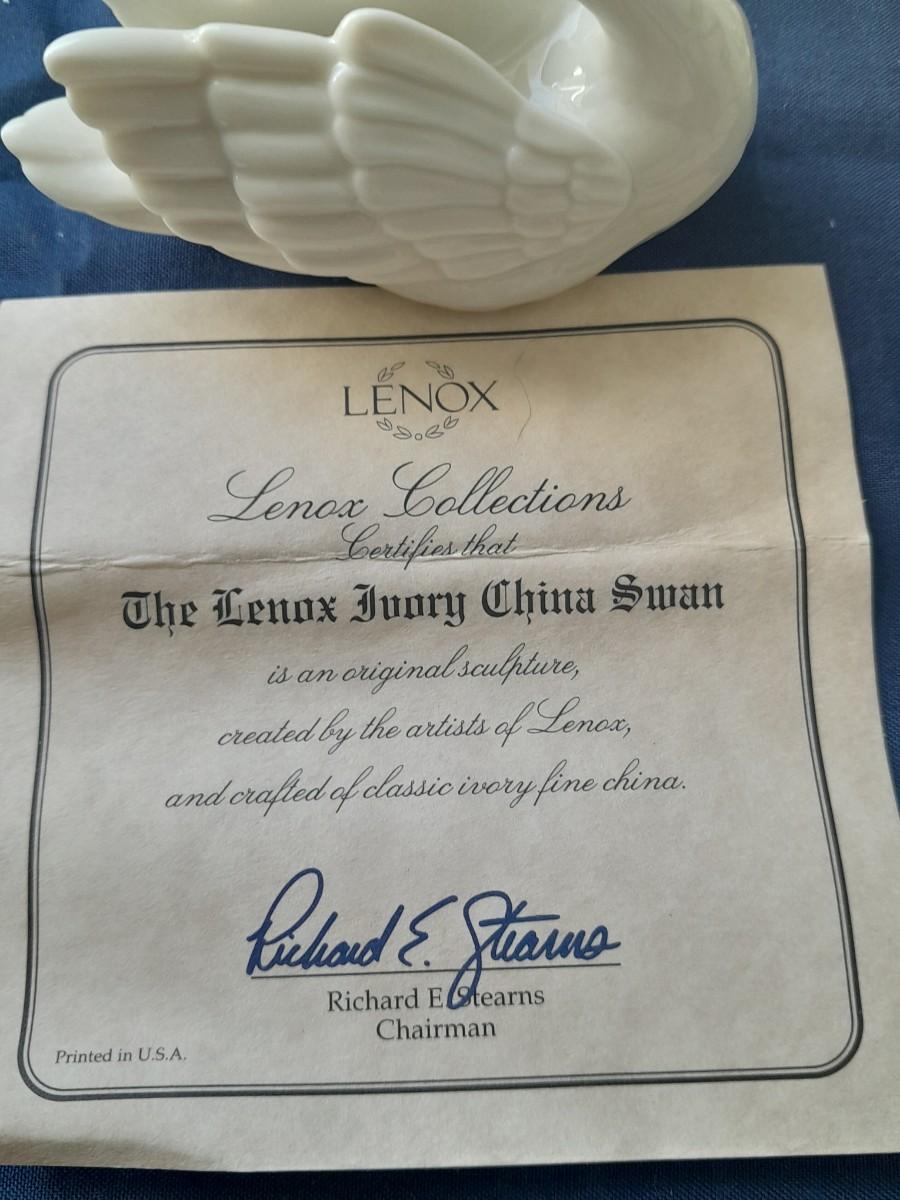 LENOX
Lenox Collections
Certifies that
The Lenox Ivory China Swan
is an original sculpture,
created by the artists of Lenox,
and crafted of classic ivory fine china.
Richard E. Stearns
Richard E. Stearns
Chairman
Printed in U.S.A.